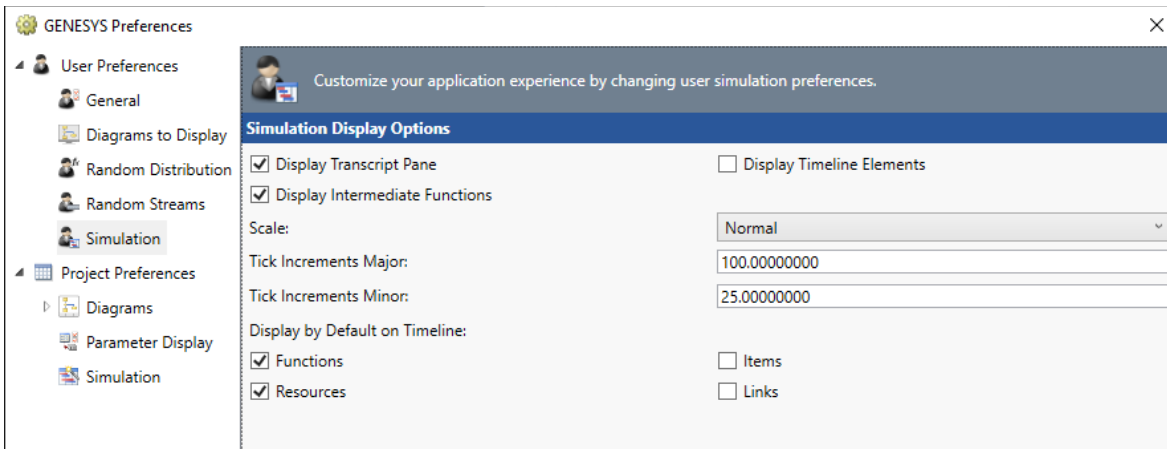 GENESYS Preferences
User Preferences
General
Diagrams to Display
Random Distribution
Random Streams
Simulation
Project Preferences
Diagrams
Parameter Display
Simulation
Customize your application experience by changing user simulation preferences.
Simulation Display Options
Display Transcript Pane
Display Timeline Elements
Display Intermediate Functions
Scale:
Normal
Tick Increments Major:
100.00000000
Tick Increments Minor:
25.00000000
Display by Default on Timeline:
Functions
Items
Resources
Links